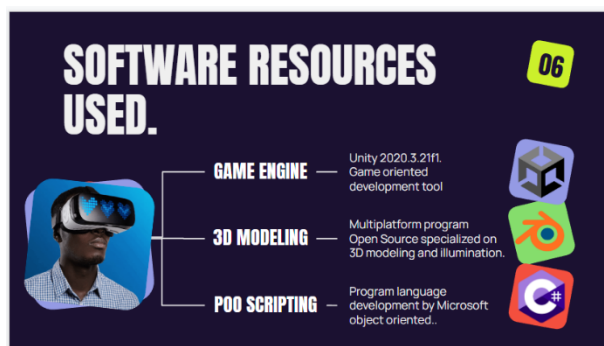 SOFTWARE RESOURCES
USED.
06
GAME ENGINE
Unity 2020.3.21f1.
Game oriented
development tool
3D MODELING
Multiplatform program
Open Source specialized on
3D modeling and illumination.
POO SCRIPTING
Program language
development by Microsoft
object oriented..
C#